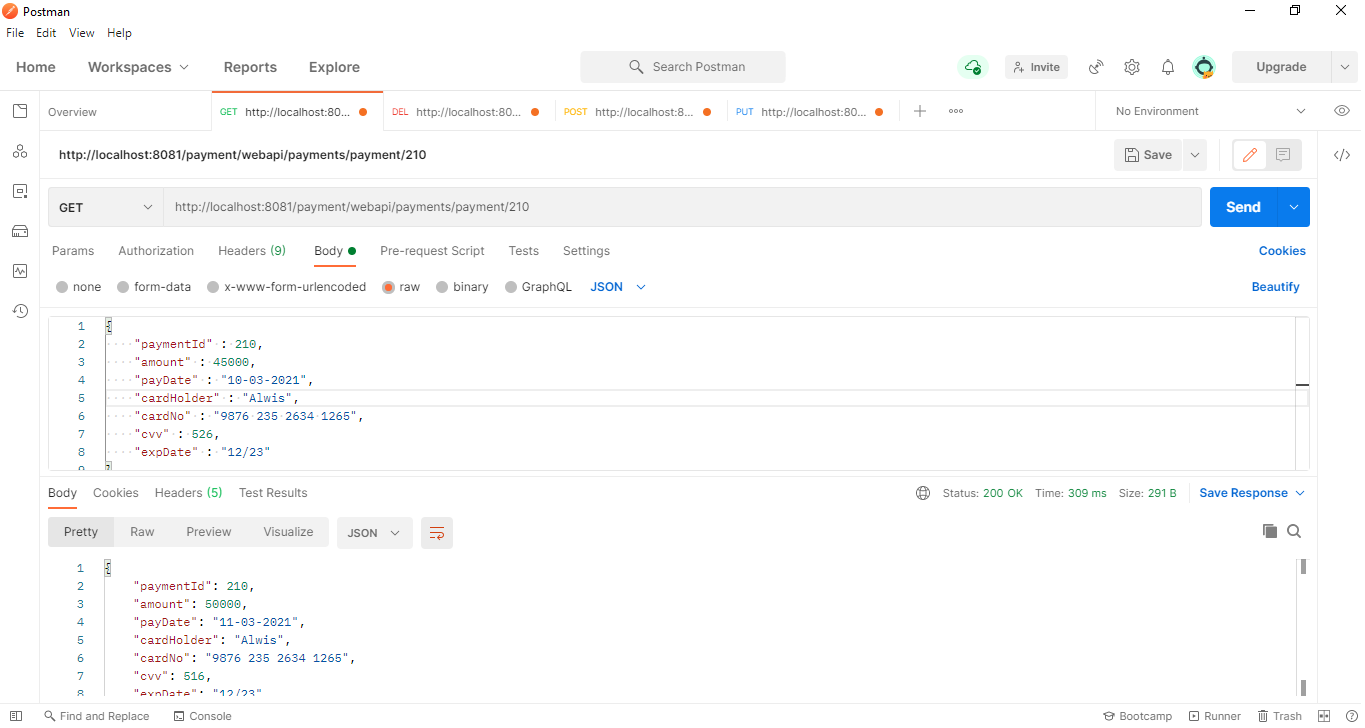 Postman
File Edit View Help
Home Workspaces Reports Explore Search Postman Invite Upgrade
Overview GET http://localhost:80... DEL http://localhost:80... POST http://localhost:8... PUT http://localhost:80... No Environment
http://localhost:8081/payment/webapi/payments/payment/210 Save
GET http://localhost:8081/payment/webapi/payments/payment/210 Send
Params Authorization Headers (9) Body Pre-request Script Tests Settings Cookies
none form-data x-www-form-urlencoded raw binary GraphQL JSON Beautify
1 {
2 "paymentId" : 210,
3 "amount" : 45000,
4 "payDate" : "10-03-2021",
5 "cardHolder" : "Alwis",
6 "cardNo" : "9876 235 2634 1265",
7 "cvv" : 526,
8 "expDate" : "12/23"
9 }
Body Cookies Headers (5) Test Results Status: 200 OK Time: 309 ms Size: 291 B Save Response
Pretty Raw Preview Visualize JSON
1 {
2 "paymentId": 210,
3 "amount": 50000,
4 "payDate": "11-03-2021",
5 "cardHolder": "Alwis",
6 "cardNo": "9876 235 2634 1265",
7 "cvv": 516,
8 "expDate": "12/23"
Find and Replace Console Bootcamp Runner Trash